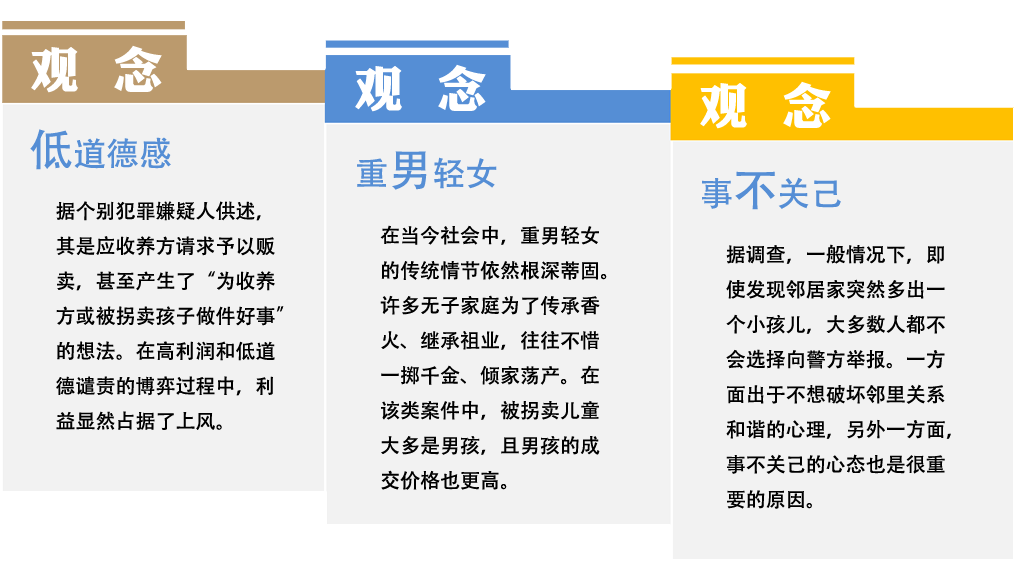 观 念
低道德感
据个别犯罪嫌疑人供述，
其是应收养方请求予以贩
卖，甚至产生了“为收养
方或被拐卖孩子做件好事”
的想法。在高利润和低道
德谴责的博弈过程中，利
益显然占据了上风。
观 念
重男轻女
在当今社会中，重男轻女
的传统情节依然根深蒂固。
许多无子家庭为了传承香
火、继承祖业，往往不惜
一掷千金、倾家荡产。在
该类案件中，被拐卖儿童
大多是男孩，且男孩的成
交价格也更高。
观 念
事不关己
据调查，一般情况下，即
使发现邻居家突然多出一
个小孩儿，大多数人都不
会选择向警方举报。一方
面出于不想破坏邻里关系
和谐的心理，另外一方面，
事不关己的心态也是很重
要的原因。